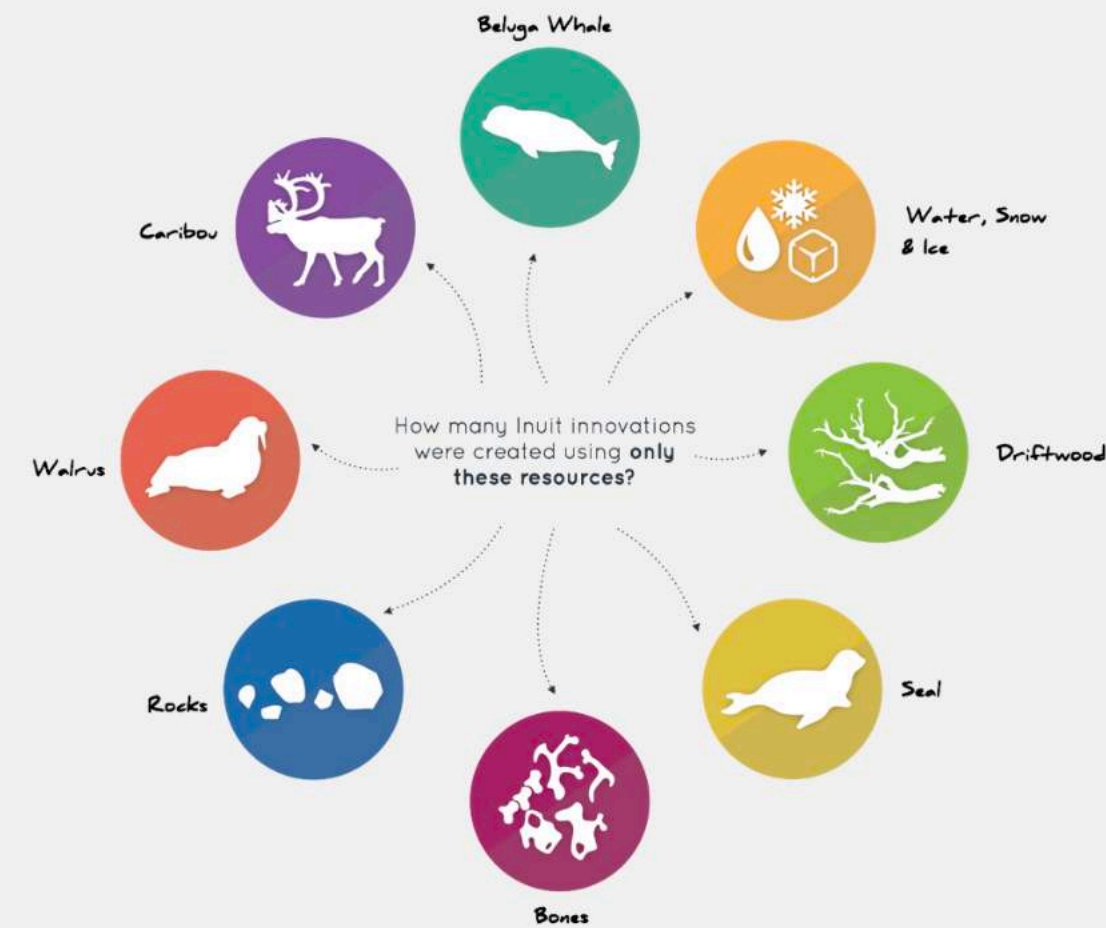 Beluga Whale
Caribou
Water, Snow
& Ice
How many Inuit innovations
were created using only
these resources?
Walrus
Driftwood
Rocks
Seal
Bones